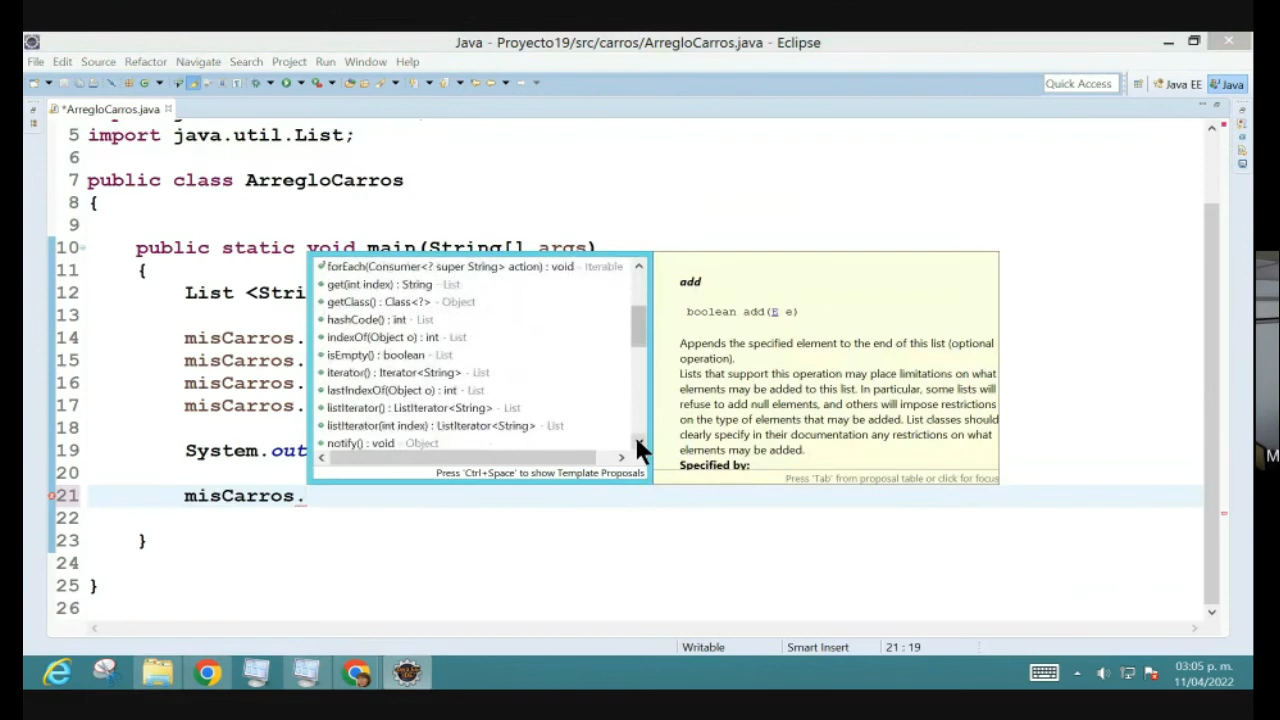 Java - Proyecto19/src/carros/ArregloCarros.java - Eclipse
File Edit Source Refactor Navigate Search Project Run Window Help
Quick Access Java EE Java
*ArregloCarros.java
5 import java.util.List;
6
7 public class ArregloCarros
8 {
9
10 public static void main(String[] args)
11 {
12 List <Stri
13
14 misCarros.
15 misCarros.
16 misCarros.
17 misCarros.
18
19 System.out
20
21 misCarros.
22
23 }
24
25 }
26
forEach(Consumer<? super String> action) : void - Iterable
get(int index) : String - List
getClass() : Class<?> - Object
hashCode() : int - List
indexOf(Object o) : int - List
isEmpty() : boolean - List
iterator() : Iterator<String> - List
lastIndexOf(Object o) : int - List
listIterator() : ListIterator<String> - List
listIterator(int index) : ListIterator<String> - List
notify() : void - Object
Press 'Ctrl+Space' to show Template Proposals
add
boolean add(E e)
Appends the specified element to the end of this list (optional
operation).
Lists that support this operation may place limitations on what
elements may be added to this list. In particular, some lists will
refuse to add null elements, and others will impose restrictions
on the type of elements that may be added. List classes should
clearly specify in their documentation any restrictions on what
elements may be added.
Specified by:
Press 'Tab' from proposal table or click for focus
Writable Smart Insert 21 : 19
03:05 p. m.
11/04/2022
M